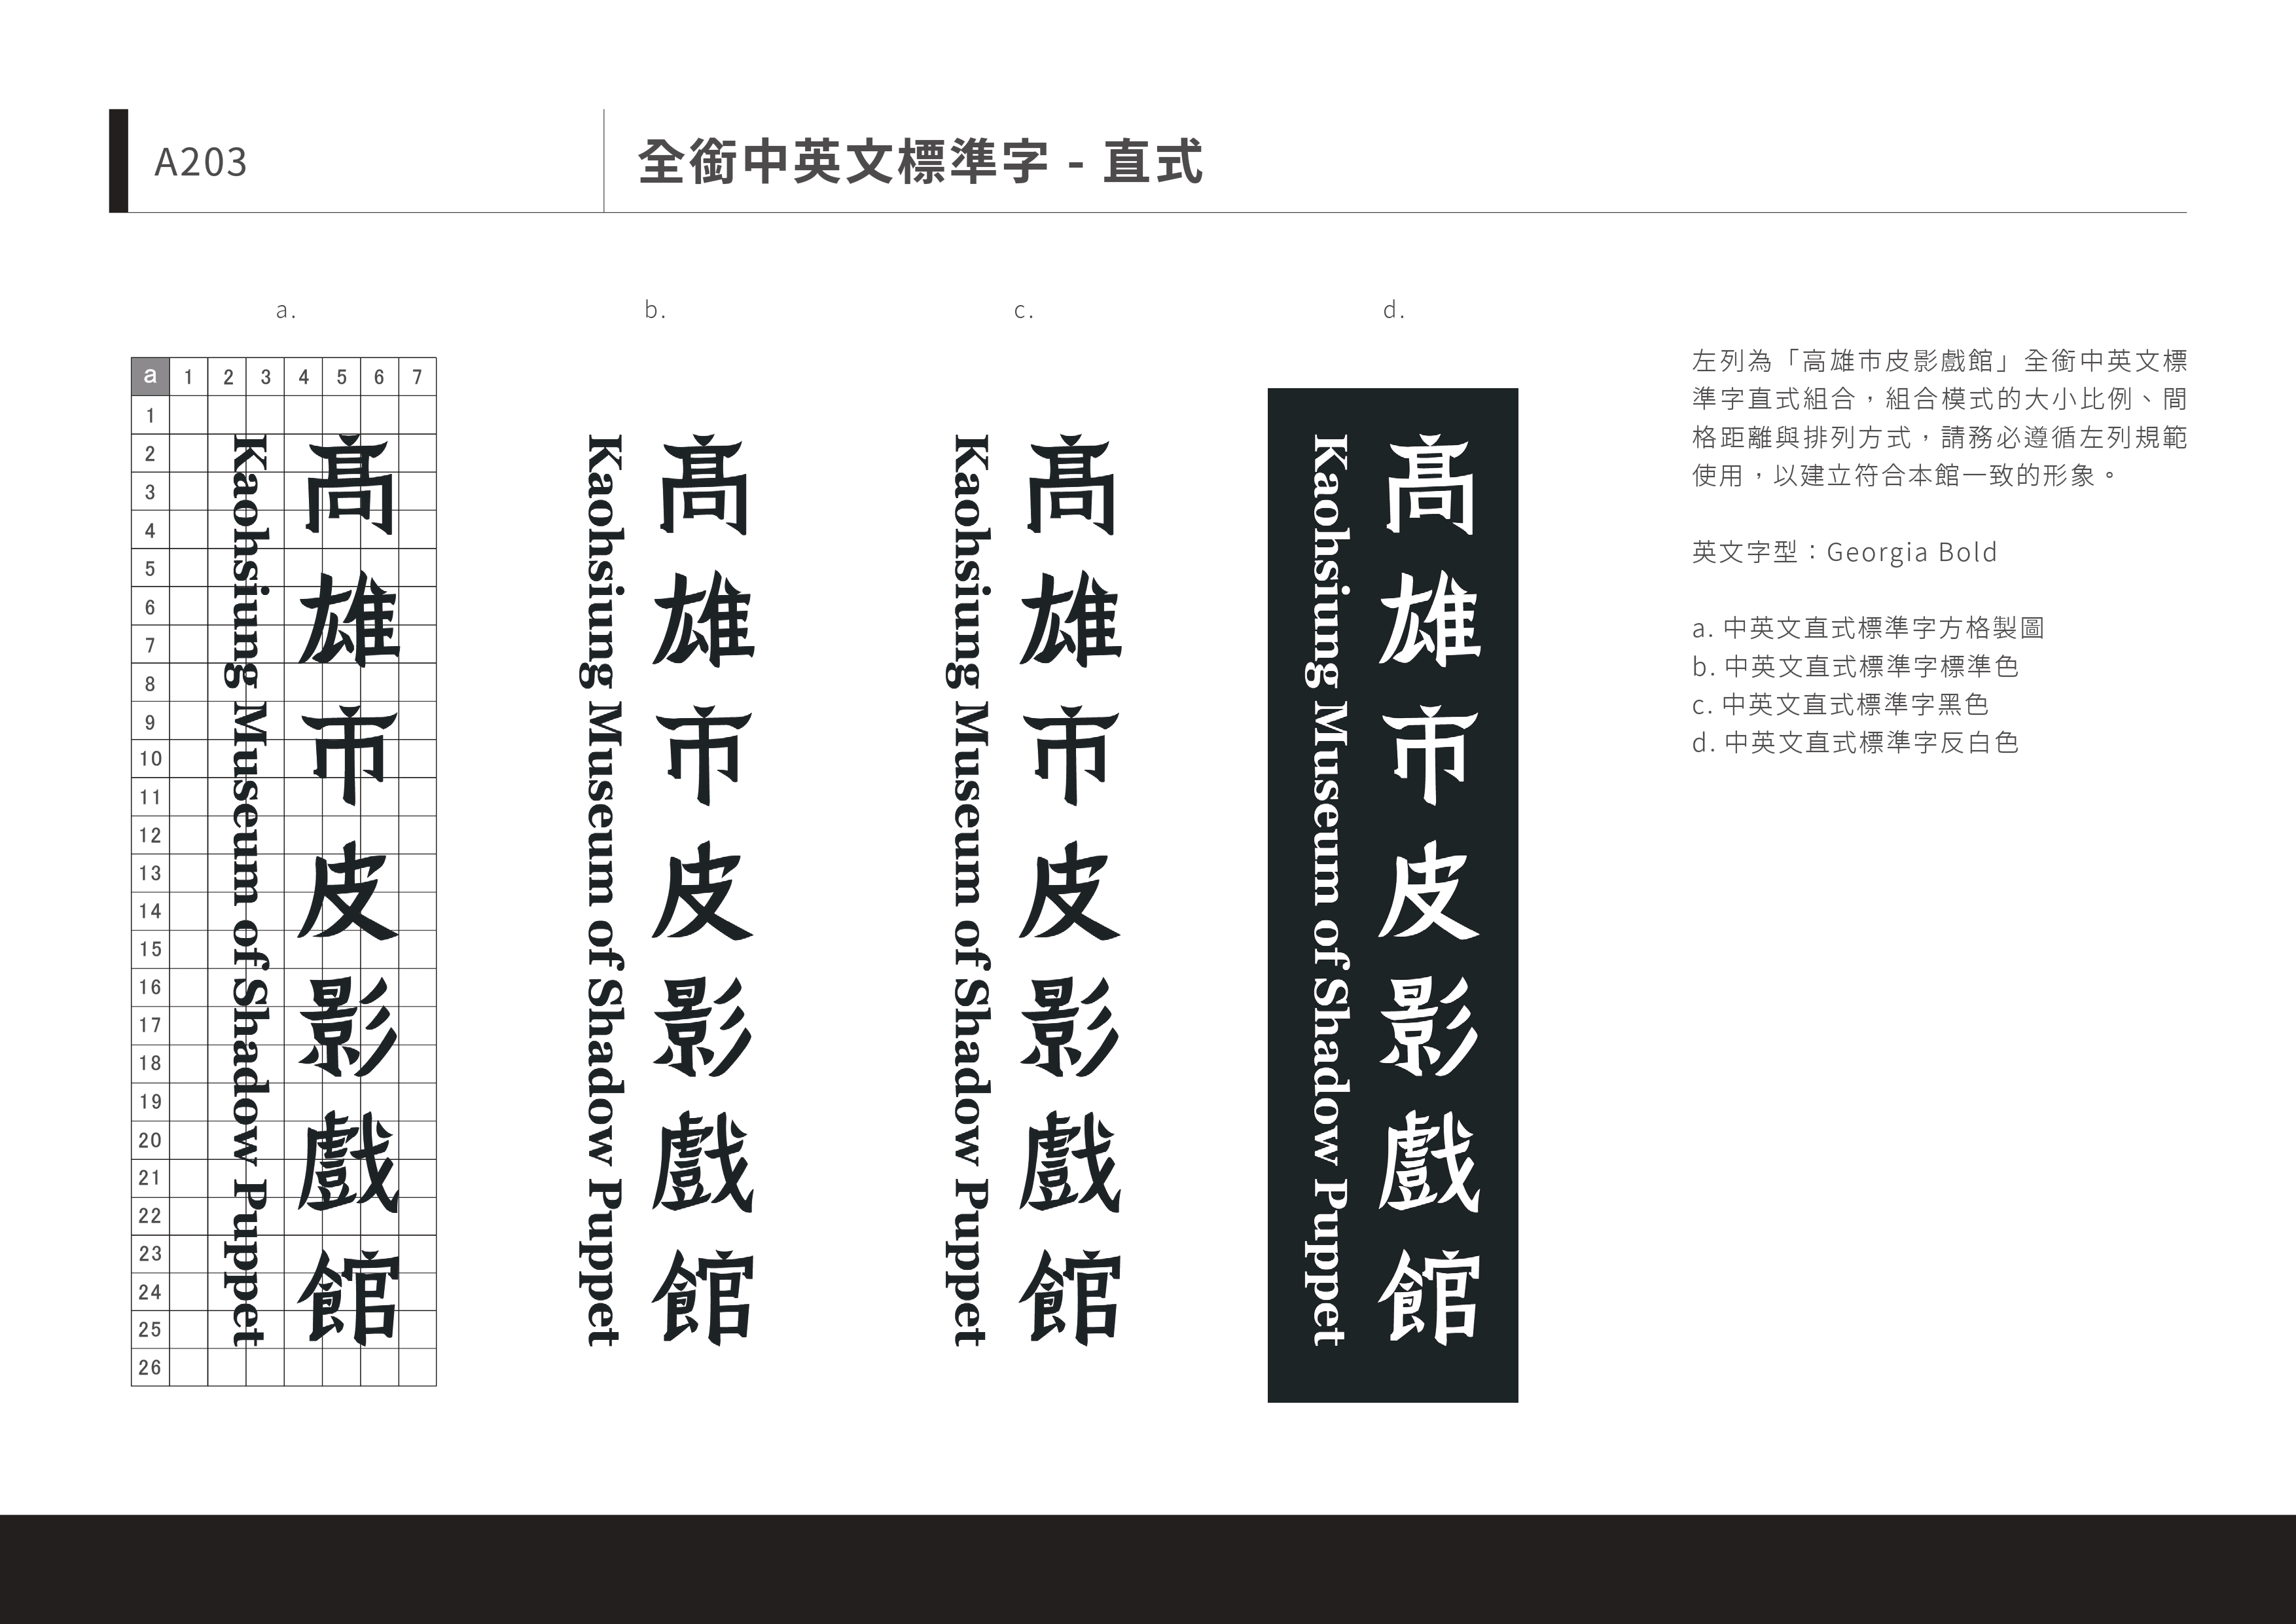 A203
全銜中英文標準字 - 直式
a.
b.
c.
d.
a 1 2 3 4 5 6 7
1
2
3
4
5
6
7
8
9
10
11
12
13
14
15
16
17
18
19
20
21
22
23
24
25
26
高雄市皮影戲館
Kaohsiung Museum of Shadow Puppet
高雄市皮影戲館
Kaohsiung Museum of Shadow Puppet
高雄市皮影戲館
Kaohsiung Museum of Shadow Puppet
高雄市皮影戲館
Kaohsiung Museum of Shadow Puppet
左列為「高雄市皮影戲館」全銜中英文標
準字直式組合，組合模式的大小比例、間
格距離與排列方式，請務必遵循左列規範
使用，以建立符合本館一致的形象。
英文字型：Georgia Bold
a. 中英文直式標準字方格製圖
b. 中英文直式標準字標準色
c. 中英文直式標準字黑色
d. 中英文直式標準字反白色